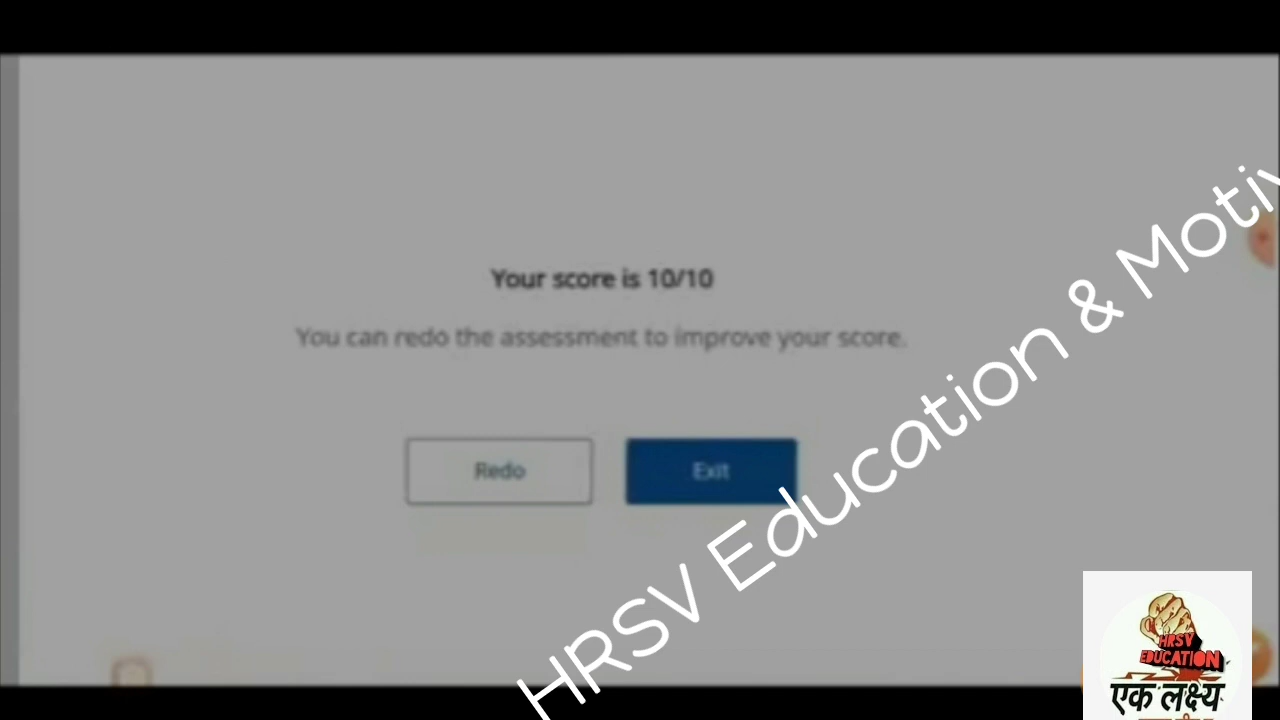 Your score is 10/10
You can redo the assessment to improve your score.
Redo
Exit
HRSV Education & Motiv
HRSV
EDUCATION
एक लक्ष्य